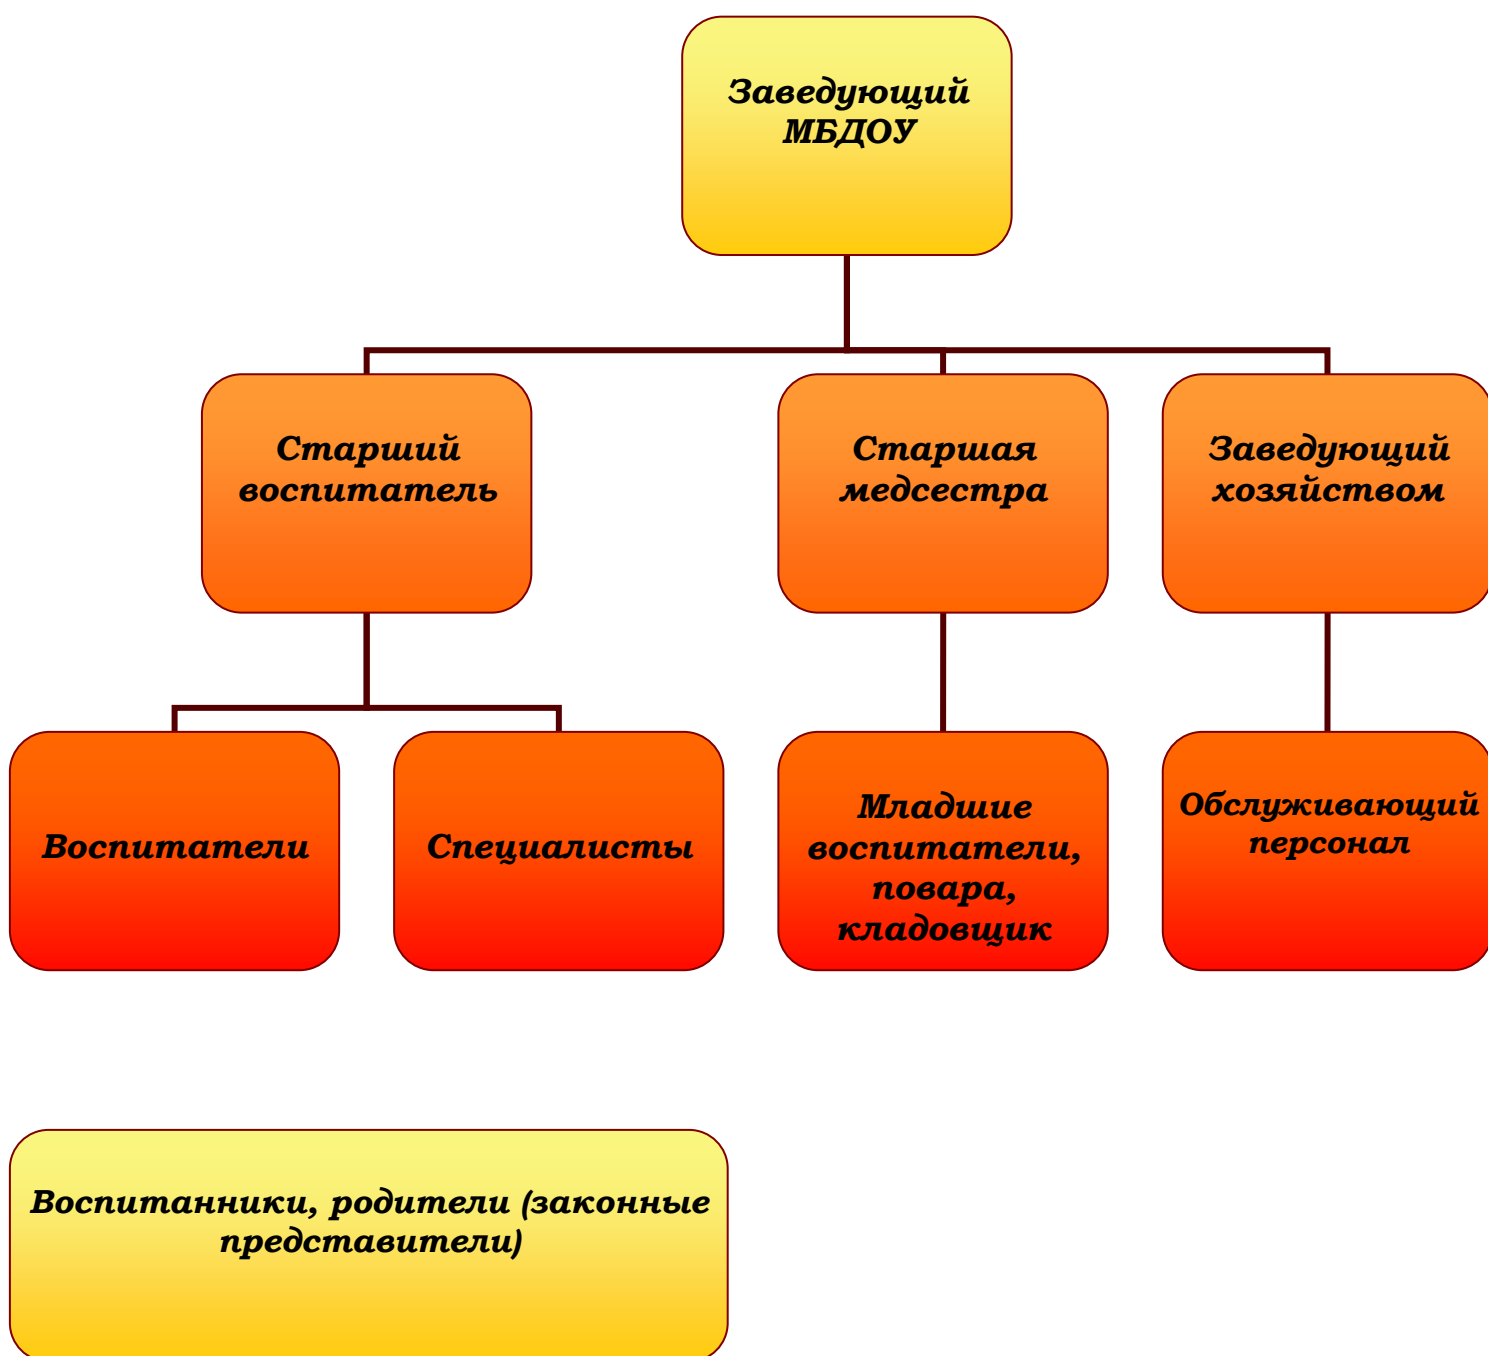 Заведующий
МБДОУ
Старший
воспитатель
Старшая
медсестра
Заведующий
хозяйством
Воспитатели
Специалисты
Младшие
воспитатели,
повара,
кладовщик
Обслуживающий
персонал
Воспитанники, родители (законные
представители)